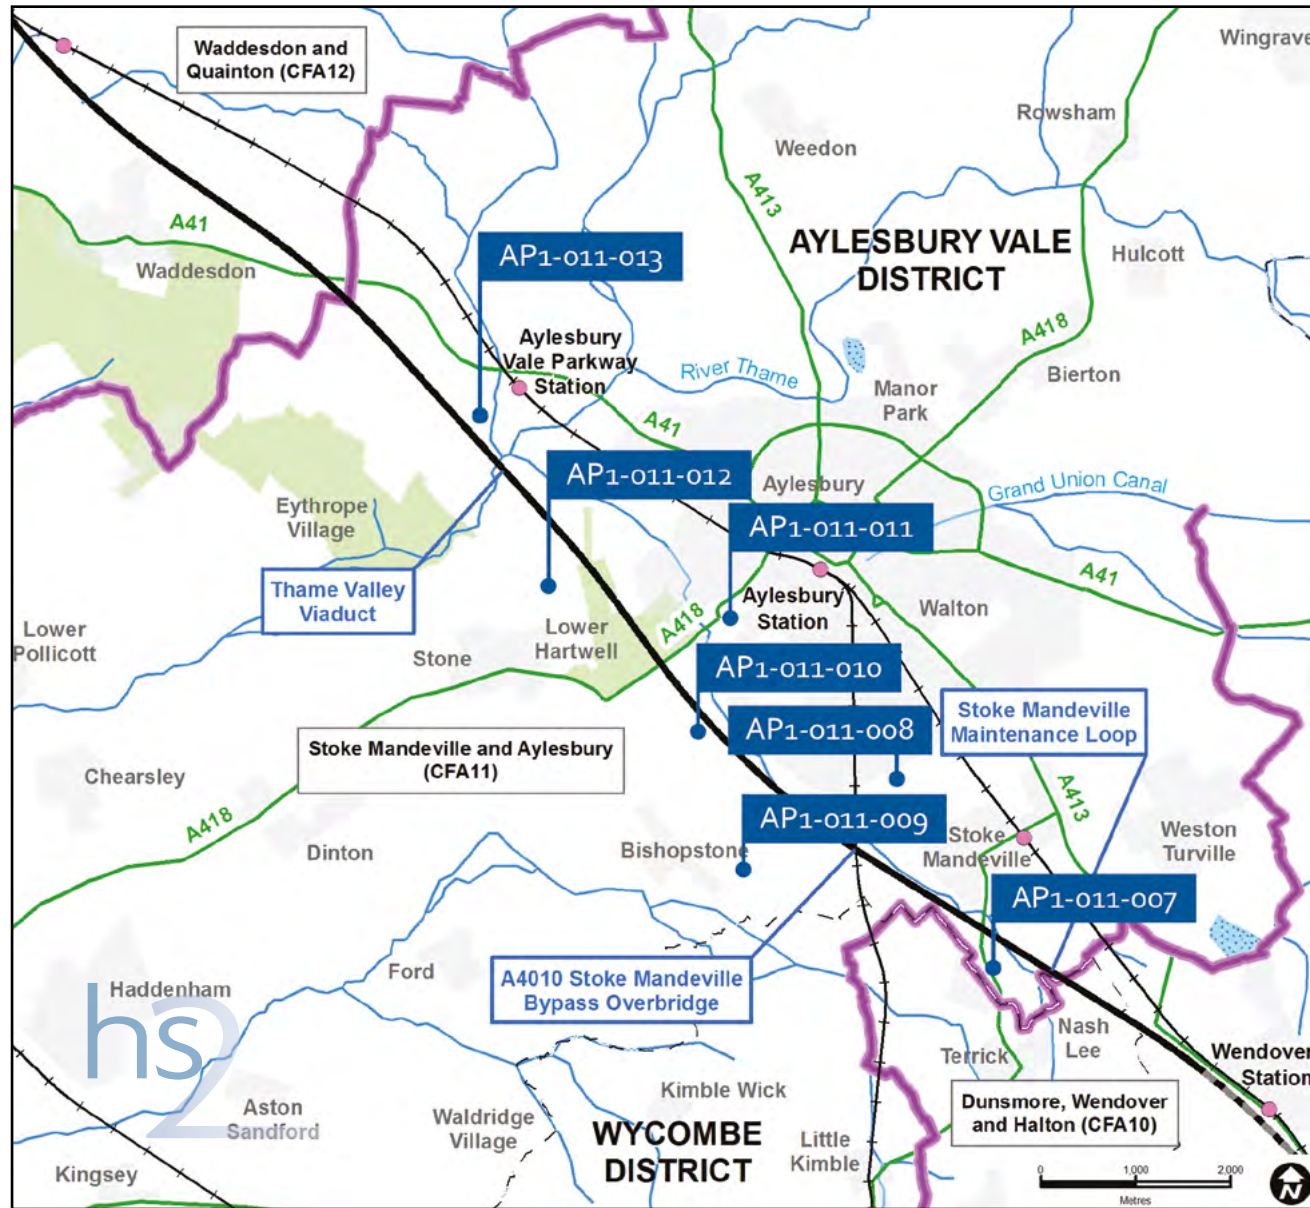 Waddesdon and
Quainton (CFA12)
Wingrave
Rowsham
Weedon
A413
AYLESBURY VALE
DISTRICT
Hulcott
A41
Waddesdon
AP1-011-013
A418
Aylesbury
Vale Parkway
Station
River Thame
Manor
Park
Bierton
A41
AP1-011-012
Aylesbury
Grand Union Canal
Eythrope
Village
AP1-011-011
Thame Valley
Viaduct
A41
Aylesbury
Station
Walton
Lower
Pollicott
Stone
Lower
Hartwell
A418
AP1-011-010
Stoke Mandeville
Maintenance Loop
AP1-011-008
Stoke Mandeville and Aylesbury
(CFA11)
Chearsley
A418
A413
AP1-011-009
Stoke
Mandeville
Weston
Turville
Dinton
Bishopstone
AP1-011-007
Ford
A4010 Stoke Mandeville
Bypass Overbridge
Haddenham
hs2
Nash
Lee
Terrick
Wendover
Station
Kimble Wick
Dunsmore, Wendover
and Halton (CFA10)
Aston
Sandford
Waldridge
Village
WYCOMBE
DISTRICT
Little
Kimble
Kingsey
0 1,000 2,000
Metres
N